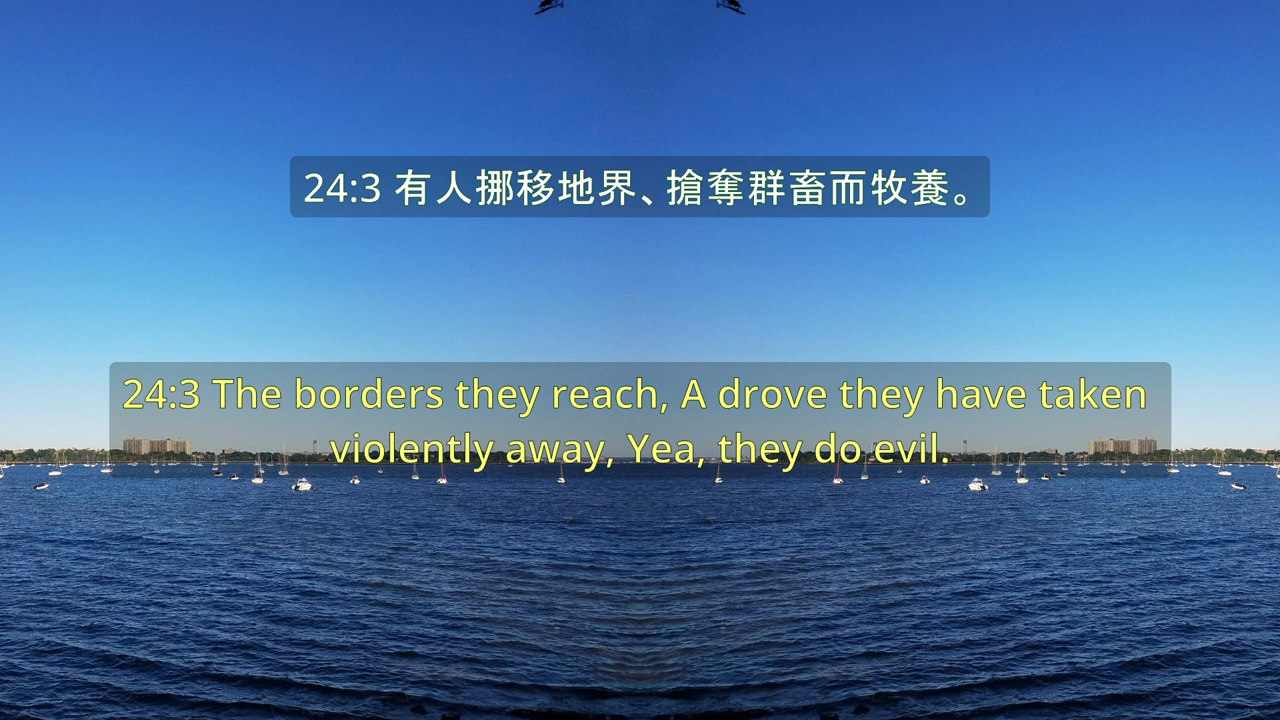 24:3 有人挪移地界、搶奪群畜而牧養。
24:3 The borders they reach, A drove they have taken
violently away, Yea, they do evil.